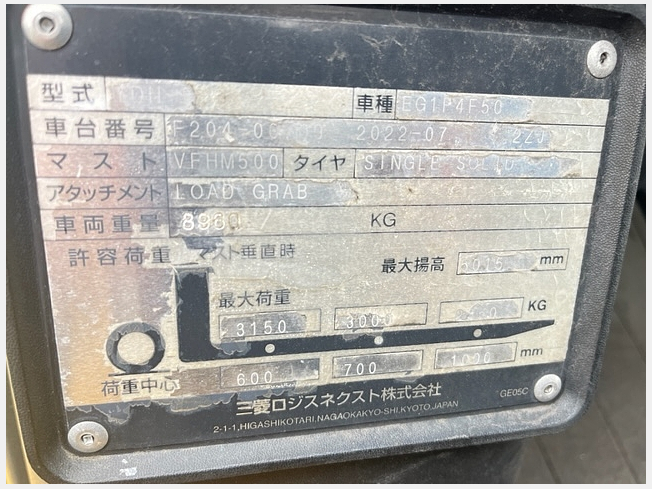 型式 車種 EG1P4F50
車台番号 F204- 2022-07
マスト VFHM500 タイヤ SINGLE SOLID
アタッチメント LOAD GRAB
車両重量 8980 KG
許容荷重 マスト垂直時
最大揚高 mm
最大荷重
3150 3000 KG
600 700 1000 mm
荷重中心
三菱ロジスネクスト株式会社 GE05C
2-1-1,HIGASHIKOTARI,NAGAOKAKYO-SHI,KYOTO,JAPAN